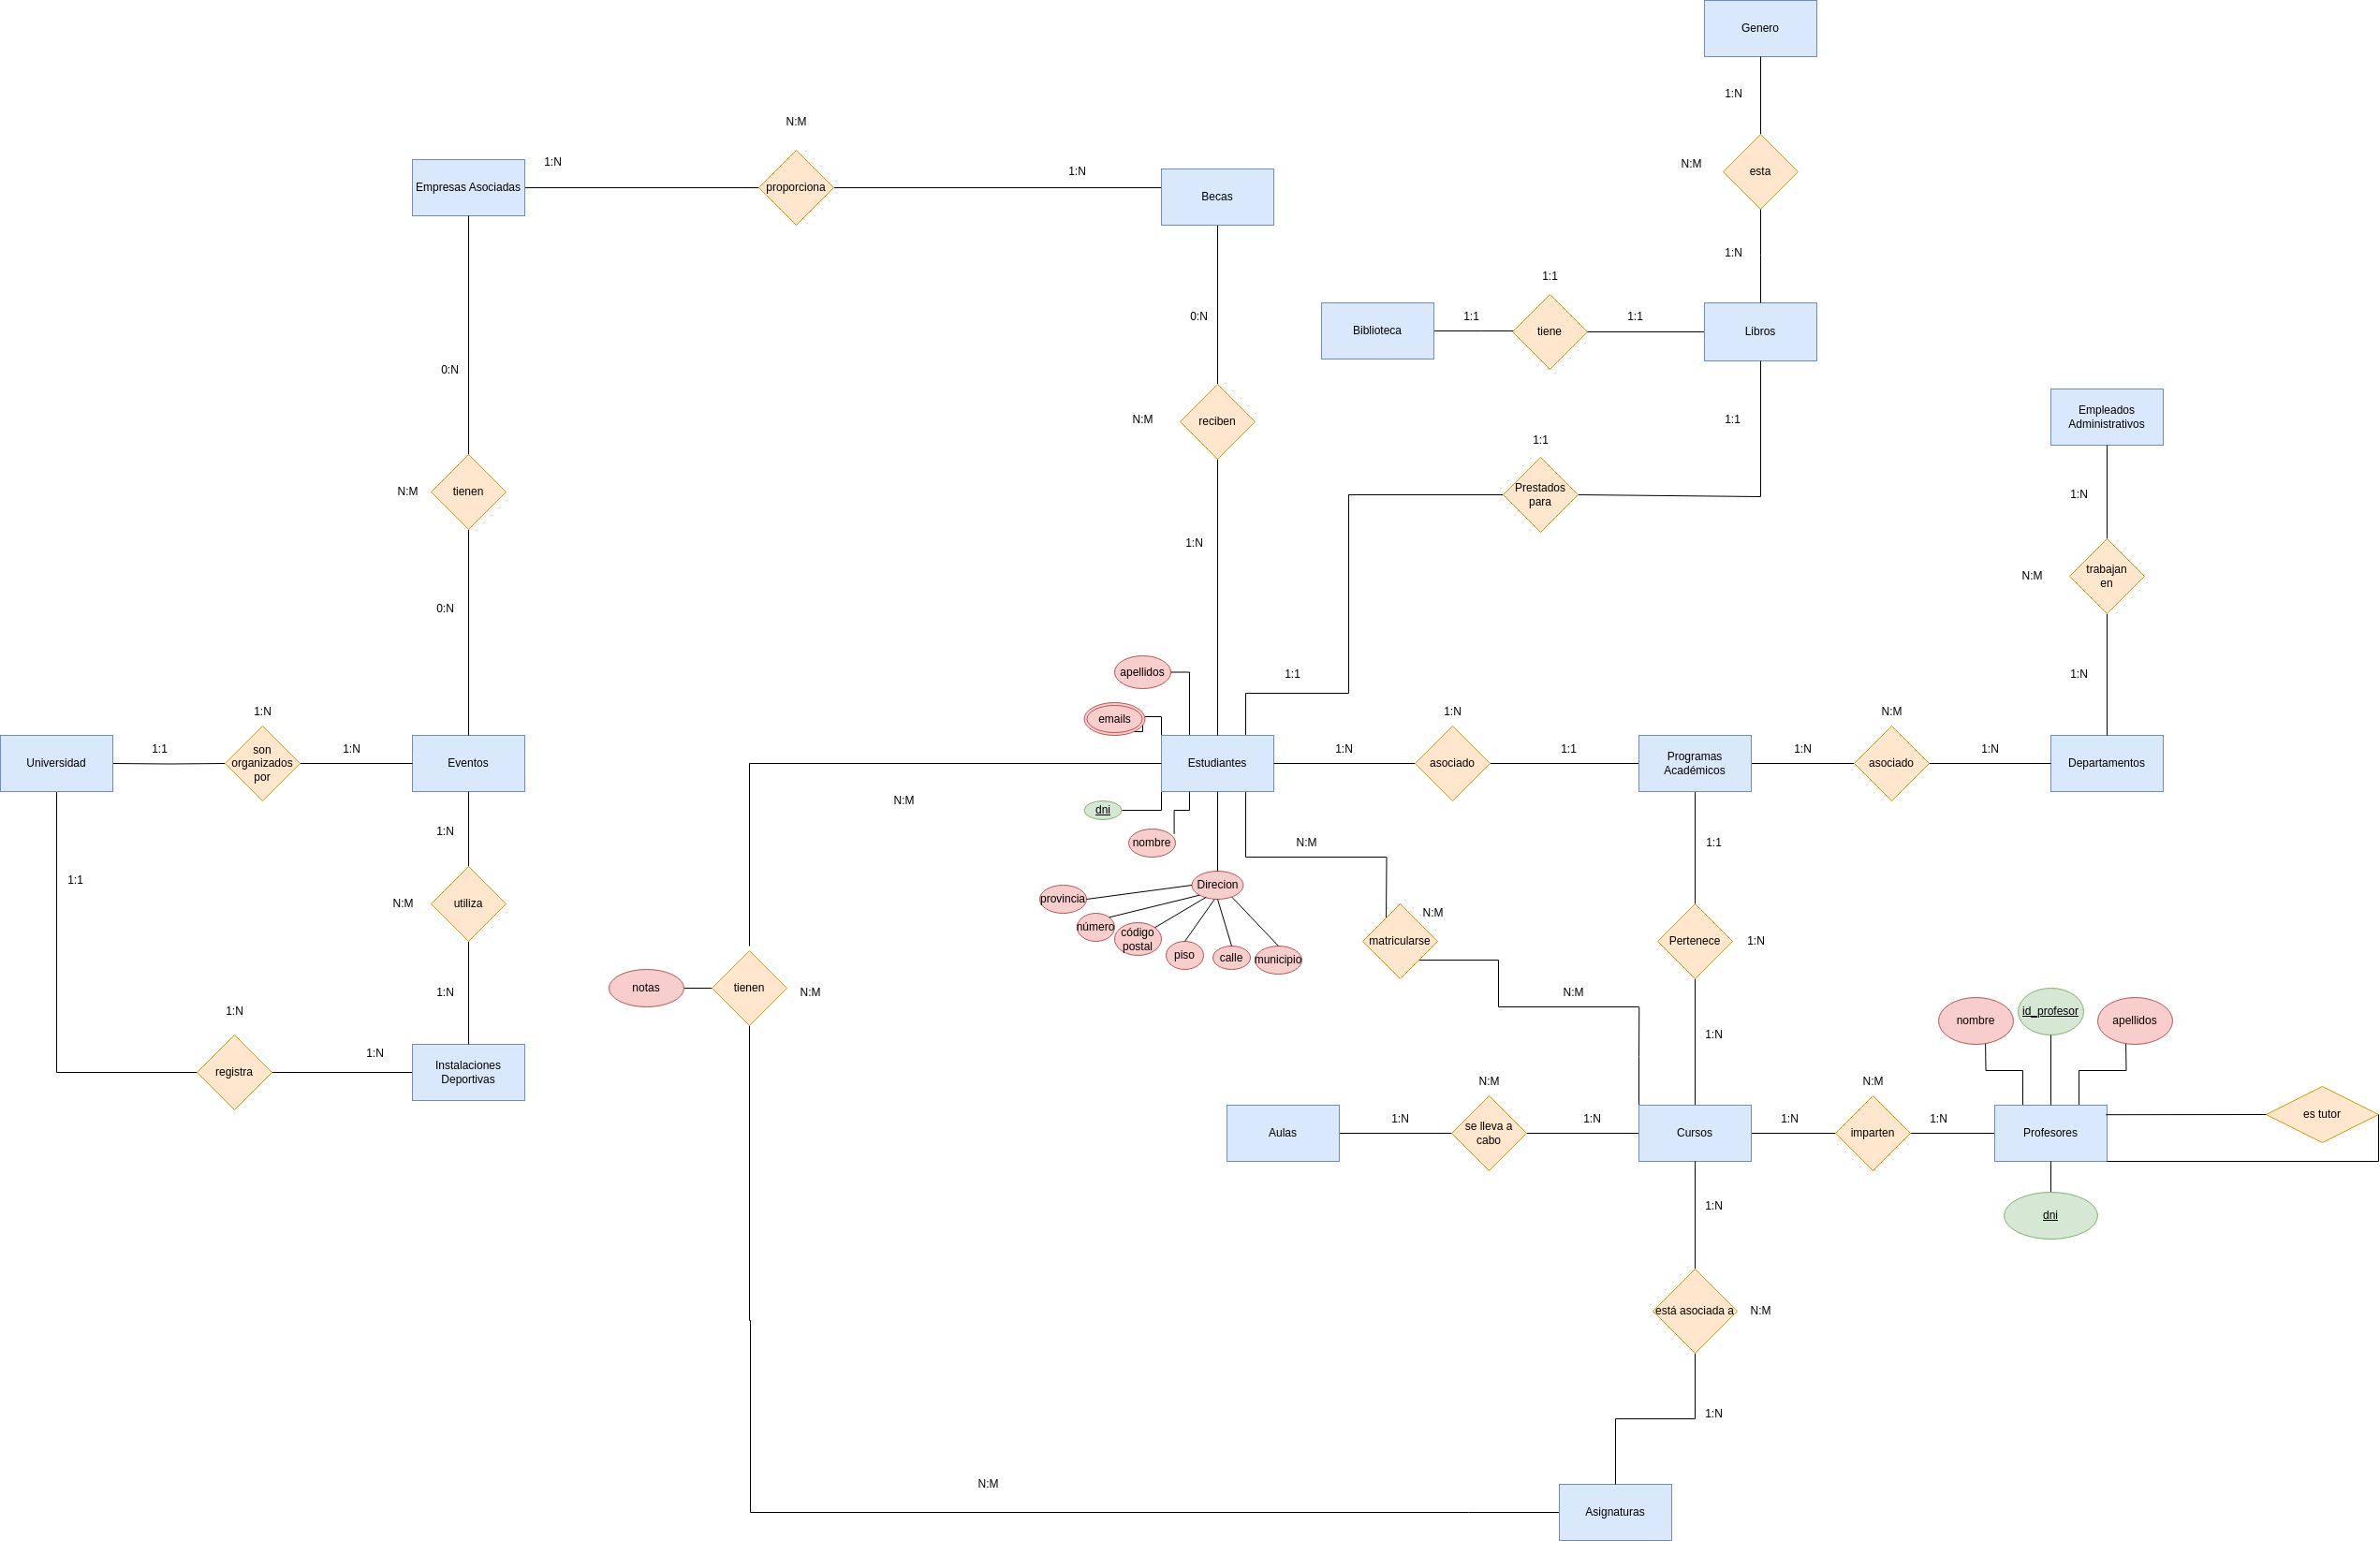 Genero
1:N
N:M
1:N
N:M
esta
Empresas Asociadas
proporciona
1:N
Becas
1:N
1:1
0:N
1:1
1:1
Biblioteca
tiene
Libros
0:N
N:M
reciben
1:1
Empleados
Administrativos
1:1
N:M
tienen
Prestados
para
1:N
1:N
N:M
trabajan
en
0:N
apellidos
1:1
1:N
emails
1:N
1:N
N:M
1:1
1:N
1:N
1:1
1:N
1:N
Universidad
son
organizados
por
Eventos
Estudiantes
asociado
Programas
Académicos
asociado
Departamentos
N:M
dni
1:N
nombre
N:M
1:1
1:1
Direcion
provincia
N:M
utiliza
número
código
postal
piso
calle
municipio
N:M
matricularse
Pertenece
1:N
1:N
notas
tienen
N:M
N:M
1:N
registra
1:N
Instalaciones
Deportivas
1:N
nombre
id_profesor
apellidos
N:M
N:M
1:N
1:N
1:N
1:N
Aulas
se lleva a
cabo
Cursos
imparten
Profesores
es tutor
1:N
dni
está asociada a
N:M
1:N
N:M
Asignaturas